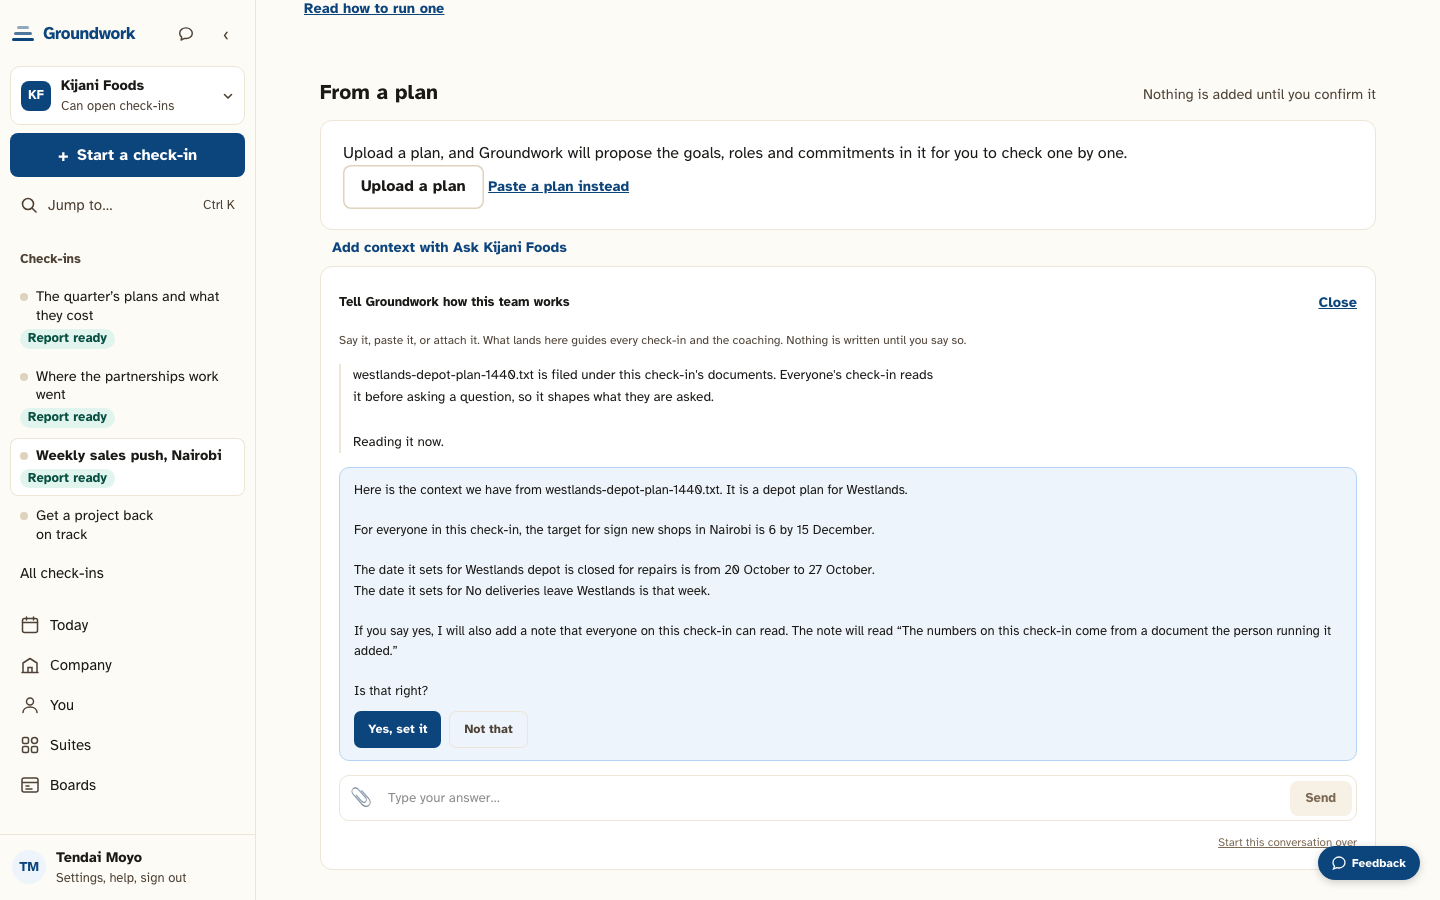 Groundwork
Kijani Foods
Can open check-ins
+ Start a check-in
Jump to...
Ctrl K
Check-ins
The quarter's plans and what
they cost
Report ready
Where the partnerships work
went
Report ready
Weekly sales push, Nairobi
Report ready
Get a project back
on track
All check-ins
Today
Company
You
Suites
Boards
TM
Tendai Moyo
Settings, help, sign out
KF
Read how to run one
From a plan
Nothing is added until you confirm it
Upload a plan, and Groundwork will propose the goals, roles and commitments in it for you to check one by one.
Upload a plan
Paste a plan instead
Add context with Ask Kijani Foods
Tell Groundwork how this team works
Close
Say it, paste it, or attach it. What lands here guides every check-in and the coaching. Nothing is written until you say so.
westlands-depot-plan-1440.txt is filed under this check-in's documents. Everyone's check-in reads
it before asking a question, so it shapes what they are asked.
Reading it now.
Here is the context we have from westlands-depot-plan-1440.txt. It is a depot plan for Westlands.
For everyone in this check-in, the target for sign new shops in Nairobi is 6 by 15 December.
The date it sets for Westlands depot is closed for repairs is from 20 October to 27 October.
The date it sets for No deliveries leave Westlands is that week.
If you say yes, I will also add a note that everyone on this check-in can read. The note will read “The numbers on this check-in come from a document the person running it
added.”
Is that right?
Yes, set it
Not that
Type your answer...
Send
Start this conversation over
Feedback